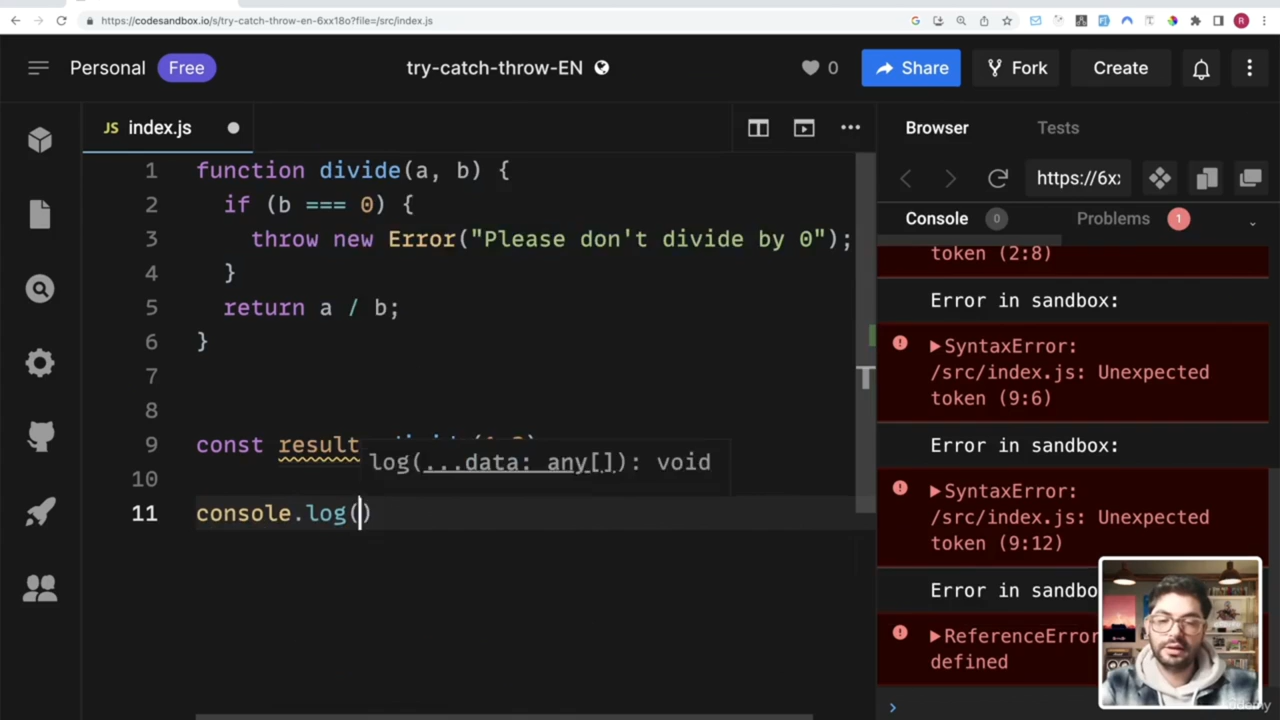 https://codesandbox.io/s/try-catch-throw-en-6xx18o?file=/src/index.js
Personal Free
try-catch-throw-EN
0
Share
Fork
Create
JS index.js
1 function divide(a, b) {
2 if (b === 0) {
3 throw new Error("Please don't divide by 0");
4 }
5 return a / b;
6 }
7
8
9 const result
log(...data: any[]): void
10
11 console.log()
Browser
Tests
https://6x:
Console 0
Problems 1
token (2:8)
Error in sandbox:
SyntaxError:
/src/index.js: Unexpected
token (9:6)
Error in sandbox:
SyntaxError:
/src/index.js: Unexpected
token (9:12)
Error in sandbo
ReferenceError
defined